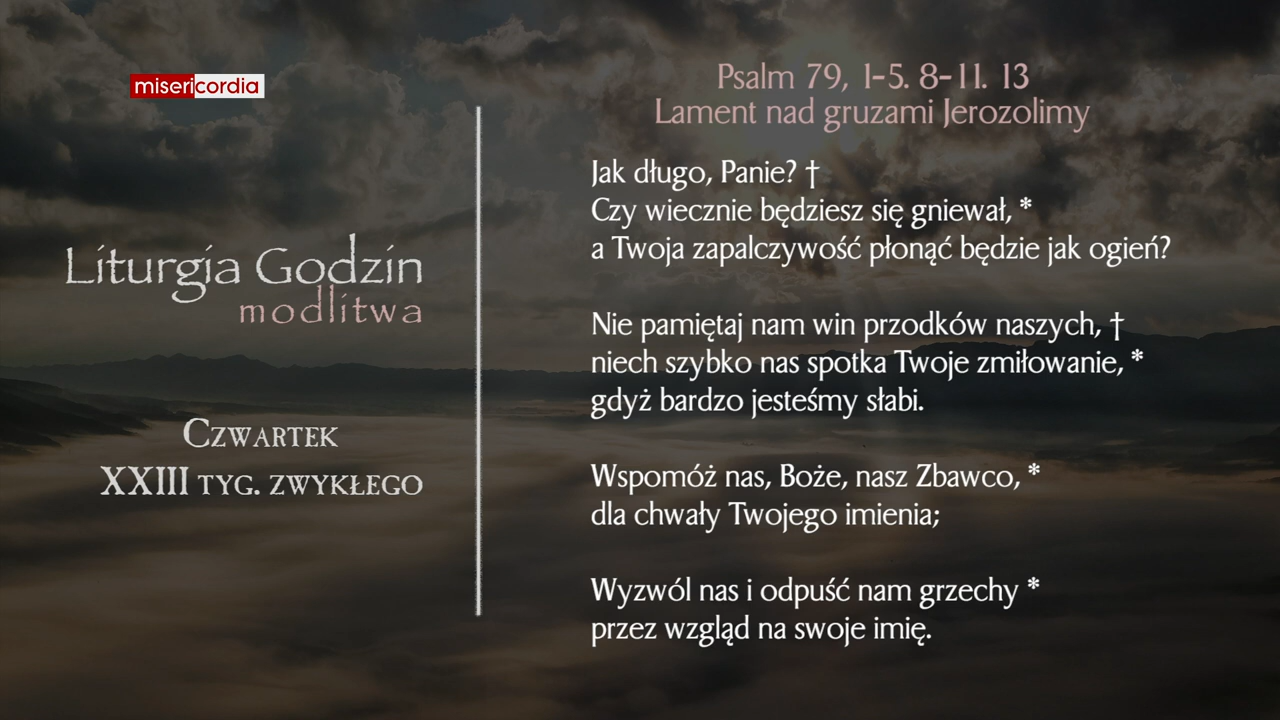 misericordia
Liturgia Godzin
modlitwa
Czwartek
XXIII tyg. zwykłego
Psalm 79, 1-5. 8-11. 13
Lament nad gruzami Jerozolimy
Jak długo, Panie? †
Czy wiecznie będziesz się gniewał, *
a Twoja zapalczywość płonąć będzie jak ogień?
Nie pamiętaj nam win przodków naszych, †
niech szybko nas spotka Twoje zmiłowanie, *
gdyż bardzo jesteśmy słabi.
Wspomóż nas, Boże, nasz Zbawco, *
dla chwały Twojego imienia;
Wyzwól nas i odpuść nam grzechy *
przez wzgląd na swoje imię.